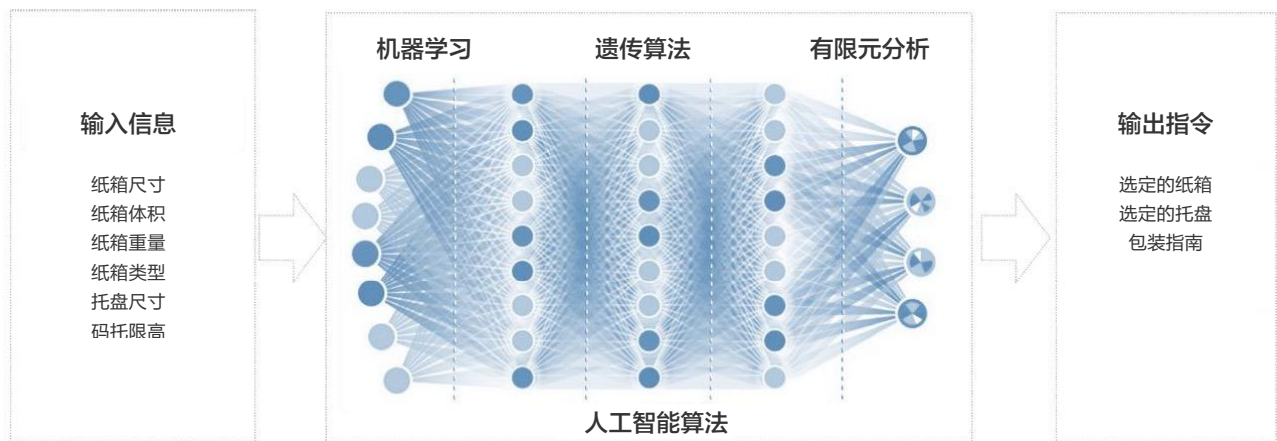 输入信息
纸箱尺寸
纸箱体积
纸箱重量
纸箱类型
托盘尺寸
码托限高
机器学习
遗传算法
有限元分析
人工智能算法
输出指令
选定的纸箱
选定的托盘
包装指南